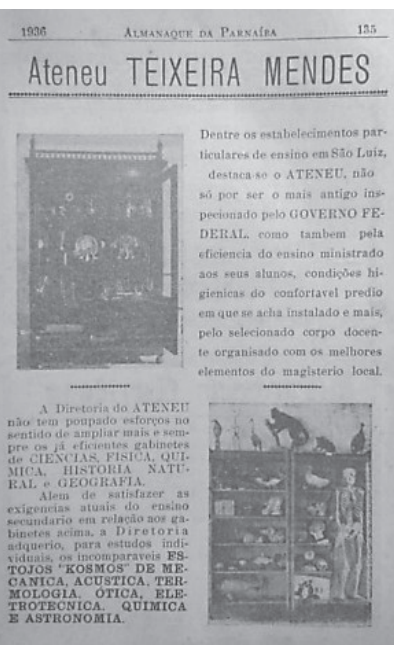 1936 ALMANAQUE DA PARNAÍBA 135
Ateneu TEIXEIRA MENDES
Dentre os estabelecimentos par-
ticulares de ensino em São Luiz,
destaca-se o ATENEU, não
só por ser o mais antigo ins-
pecionado pelo GOVERNO FE-
DERAL, como tambem pela
eficiencia do ensino ministrado
aos seus alunos, condições hi-
gienicas do confortavel predio
em que se acha instalado e mais,
pelo selecionado corpo docen-
te organisado com os melhores
elementos do magisterio local.
A Diretoria do ATENEU
não tem poupado esforços no
sentido de ampliar mais e sem-
pre os já eficientes gabinetes
de CIENCIAS, FISICA, QUI-
MICA, HISTORIA NATU-
RAL e GEOGRAFIA.
Alem de satisfazer as
exigencias atuais do ensino
secundario em relação aos ga-
binetes acima, a Diretoria
adquerio, para estudos indi-
viduais, os incomparaveis ES-
TOJOS "KOSMOS" DE ME-
CANICA, ACUSTICA, TER-
MOLOGIA, ÓTICA, ELE-
TROTECNICA, QUIMICA
E ASTRONOMIA.